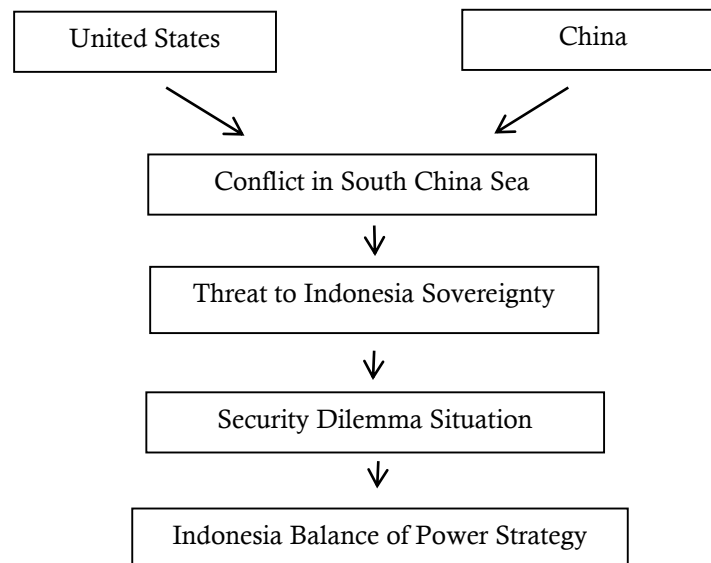 United States
China
Conflict in South China Sea
Threat to Indonesia Sovereignty
Security Dilemma Situation
Indonesia Balance of Power Strategy